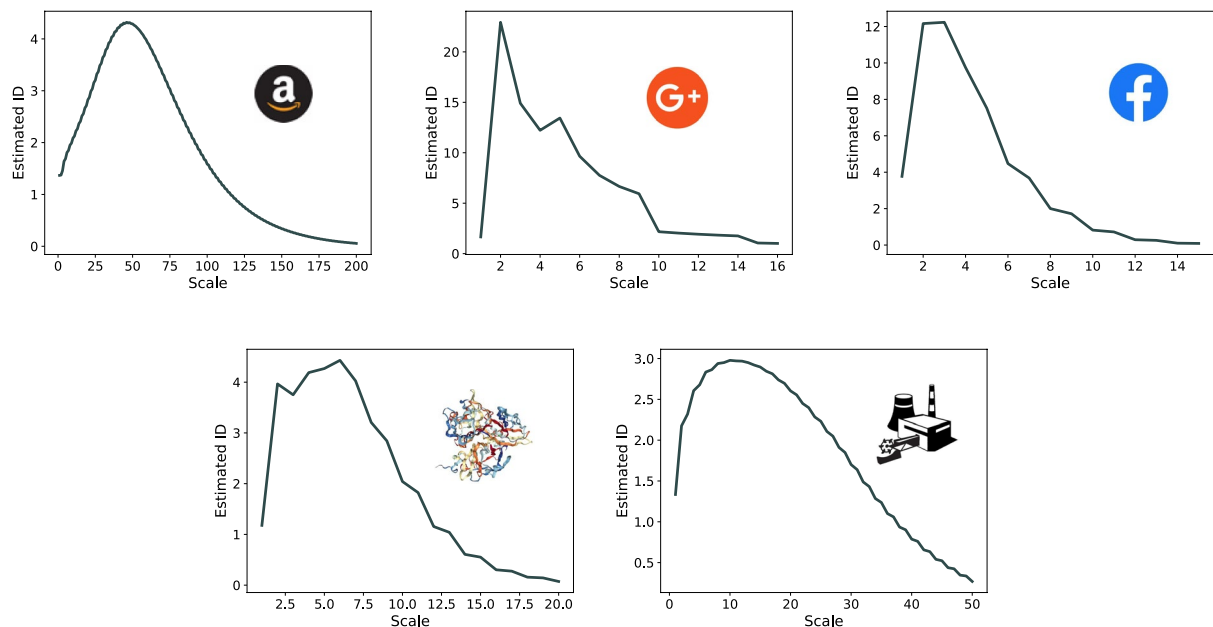 Estimated ID
4
3
2
1
0
0 25 50 75 100 125 150 175 200
Scale
a
Estimated ID
20
15
10
5
0
2 4 6 8 10 12 14 16
Scale
G+
Estimated ID
12
10
8
6
4
2
0
2 4 6 8 10 12 14
Scale
f
Estimated ID
4
3
2
1
0
2.5 5.0 7.5 10.0 12.5 15.0 17.5 20.0
Scale
Estimated ID
3.0
2.5
2.0
1.5
1.0
0.5
0 10 20 30 40 50
Scale